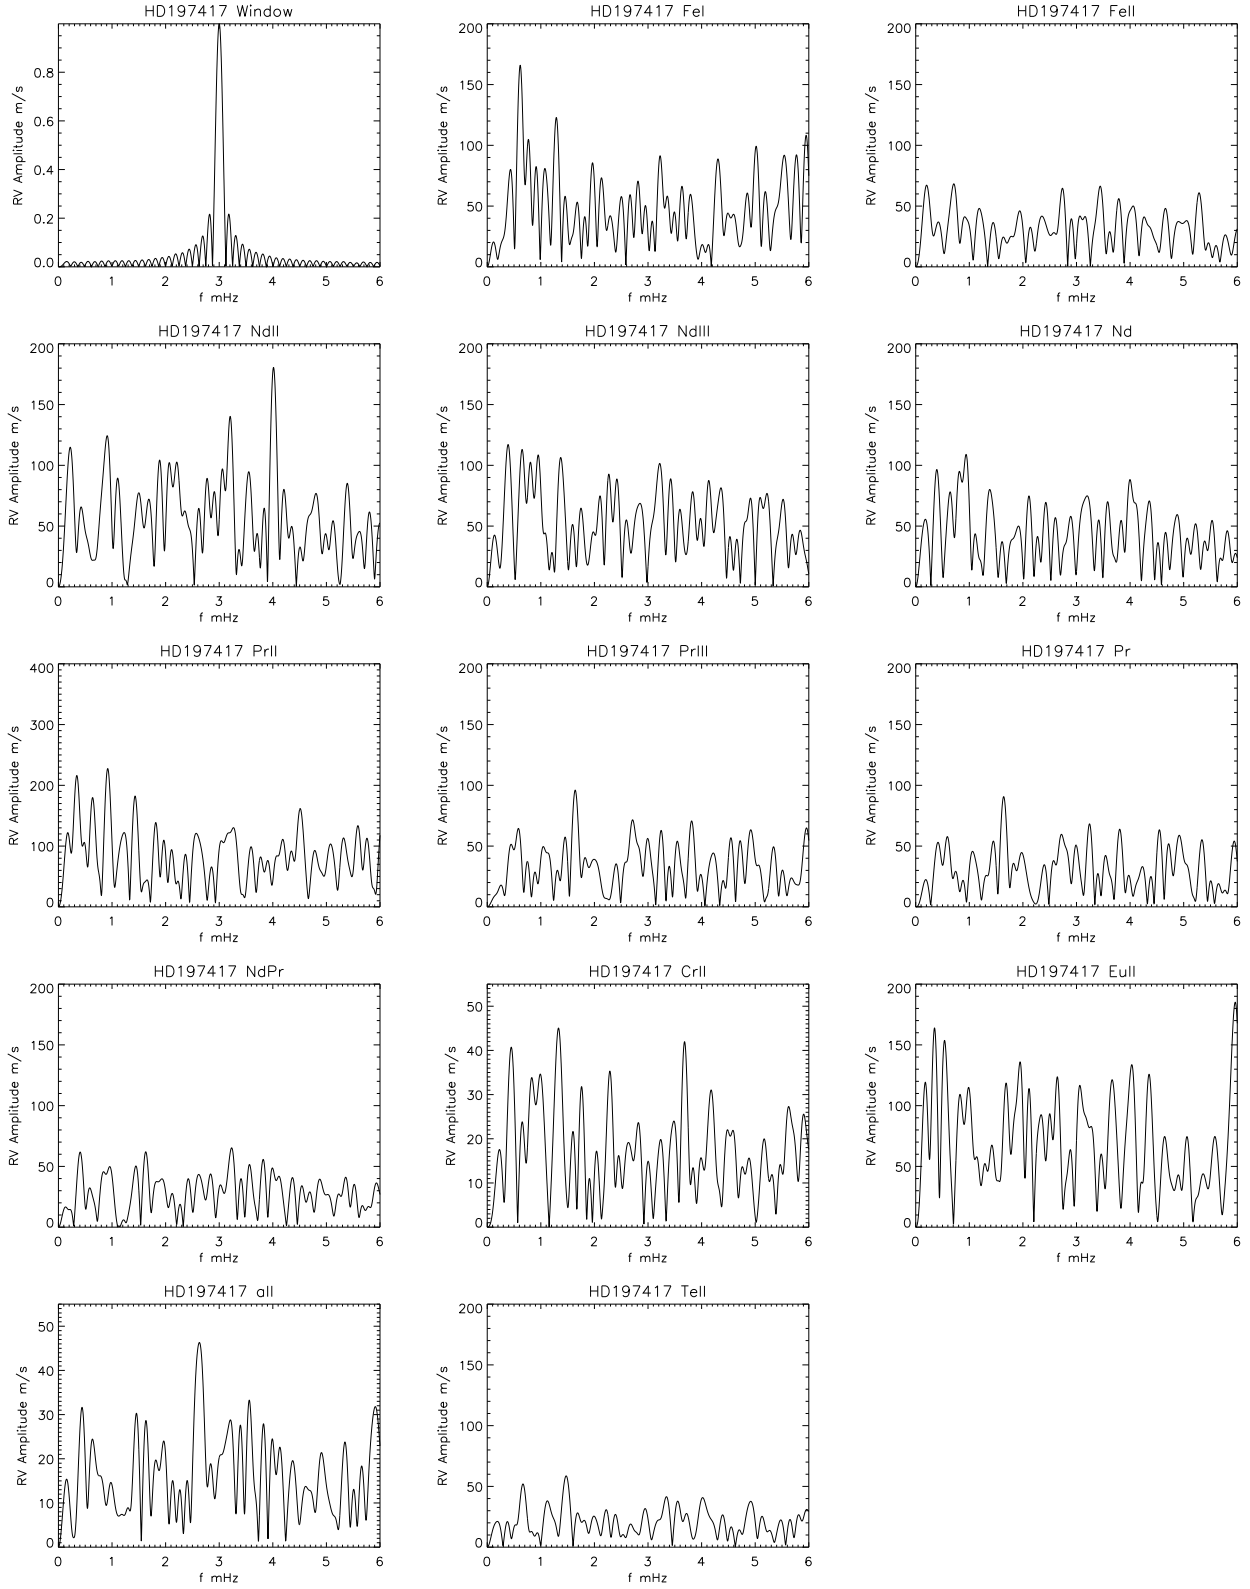 HD197417 Window
HD197417 FeI
HD197417 FeII
RV Amplitude m/s
0.0
0.2
0.4
0.6
0.8
0 1 2 3 4 5 6
f mHz
RV Amplitude m/s
0
50
100
150
200
0 1 2 3 4 5 6
f mHz
RV Amplitude m/s
0
50
100
150
200
0 1 2 3 4 5 6
f mHz
HD197417 NdII
HD197417 NdIII
HD197417 Nd
RV Amplitude m/s
0
50
100
150
200
0 1 2 3 4 5 6
f mHz
RV Amplitude m/s
0
50
100
150
200
0 1 2 3 4 5 6
f mHz
RV Amplitude m/s
0
50
100
150
200
0 1 2 3 4 5 6
f mHz
HD197417 PrII
HD197417 PrIII
HD197417 Pr
RV Amplitude m/s
0
100
200
300
400
0 1 2 3 4 5 6
f mHz
RV Amplitude m/s
0
50
100
150
200
0 1 2 3 4 5 6
f mHz
RV Amplitude m/s
0
50
100
150
200
0 1 2 3 4 5 6
f mHz
HD197417 NdPr
HD197417 CrII
HD197417 EuII
RV Amplitude m/s
0
50
100
150
200
0 1 2 3 4 5 6
f mHz
RV Amplitude m/s
0
10
20
30
40
50
0 1 2 3 4 5 6
f mHz
RV Amplitude m/s
0
50
100
150
200
0 1 2 3 4 5 6
f mHz
HD197417 all
HD197417 TeII
RV Amplitude m/s
0
10
20
30
40
50
0 1 2 3 4 5 6
f mHz
RV Amplitude m/s
0
50
100
150
200
0 1 2 3 4 5 6
f mHz